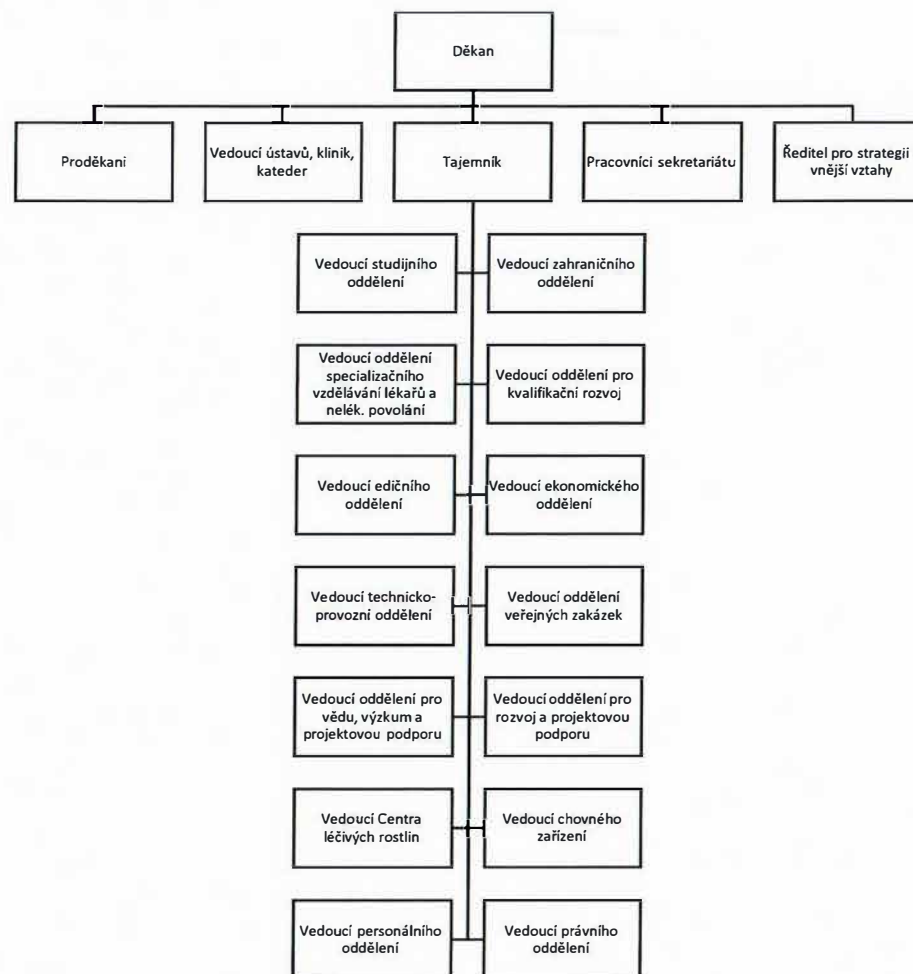 Děkan
Proděkani
Vedoucí ústavů, klinik,
kateder
Tajemník
Pracovníci sekretariátu
Ředitel pro strategii
vnější vztahy
Vedoucí studijního
oddělení
Vedoucí zahraničního
oddělení
Vedoucí oddělení
specializačního
vzdělávání lékařů a
nelék. povolání
Vedoucí oddělení pro
kvalifikační rozvoj
Vedoucí edičního
oddělení
Vedoucí ekonomického
oddělení
Vedoucí technicko-
provozní oddělení
Vedoucí oddělení
veřejných zakázek
Vedoucí oddělení pro
vědu, výzkum a
projektovou podporu
Vedoucí oddělení pro
rozvoj a projektovou
podporu
Vedoucí Centra
léčivých rostlin
Vedoucí chovného
zařízení
Vedoucí personálního
oddělení
Vedoucí právního
oddělení